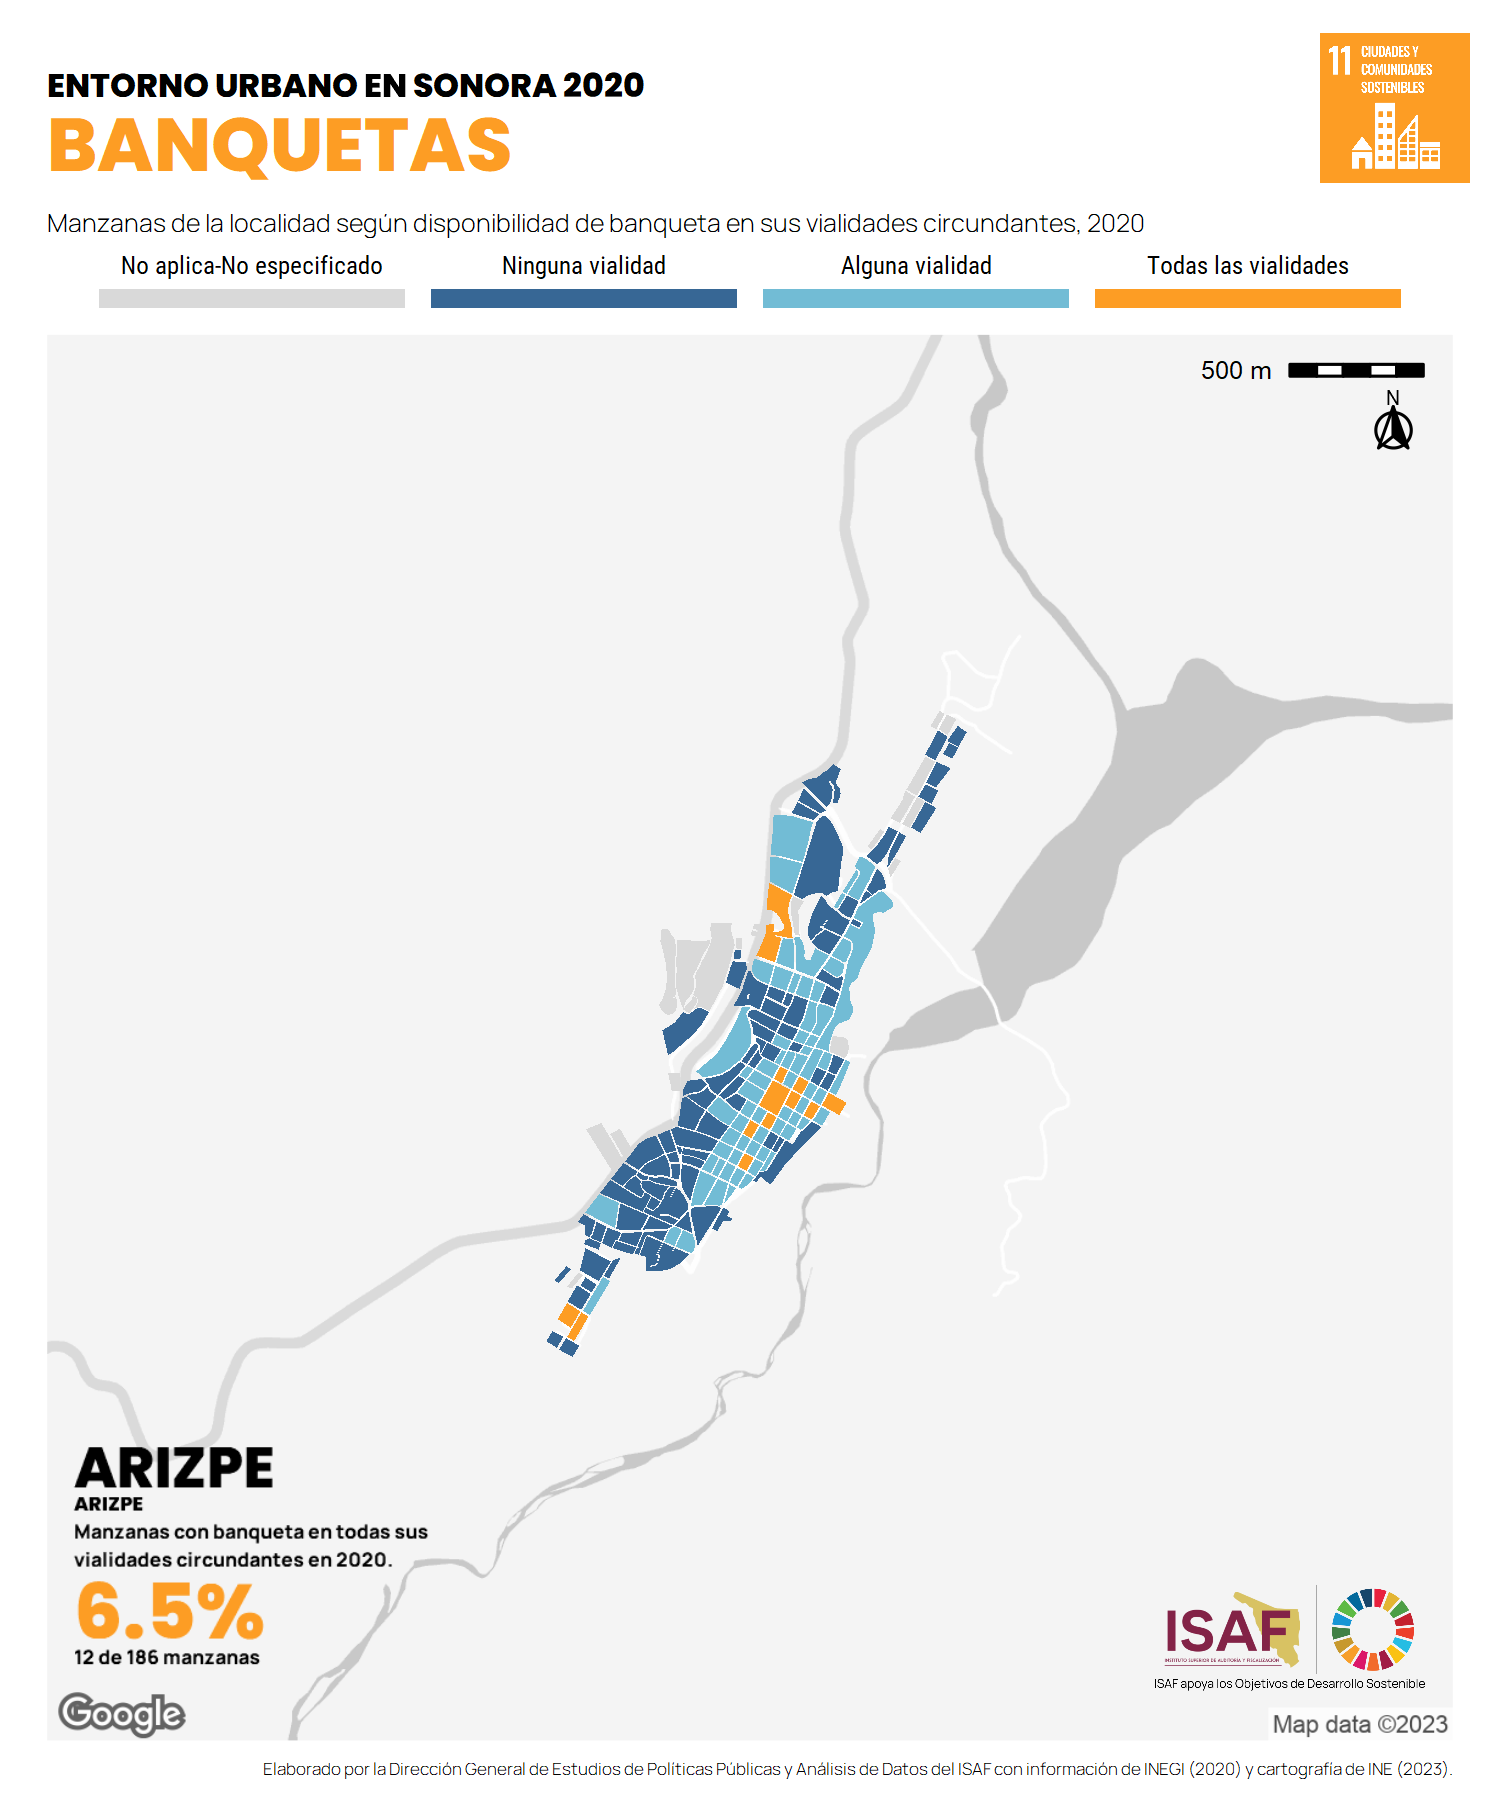 ENTORNO URBANO EN SONORA 2020
BANQUETAS
11 CIUDADES Y
COMUNIDADES
SOSTENIBLES
Manzanas de la localidad según disponibilidad de banqueta en sus vialidades circundantes, 2020
No aplica-No especificado
Ninguna vialidad
Alguna vialidad
Todas las vialidades
500 m
N
ARIZPE
ARIZPE
Manzanas con banqueta en todas sus
vialidades circundantes en 2020.
6.5%
12 de 186 manzanas
Google
ISAF
INSTITUTO SUPERIOR DE AUDITORÍA Y FISCALIZACIÓN
ISAF apoya los Objetivos de Desarrollo Sostenible
Map data ©2023
Elaborado por la Dirección General de Estudios de Políticas Públicas y Análisis de Datos del ISAF con información de INEGI (2020) y cartografía de INE (2023).